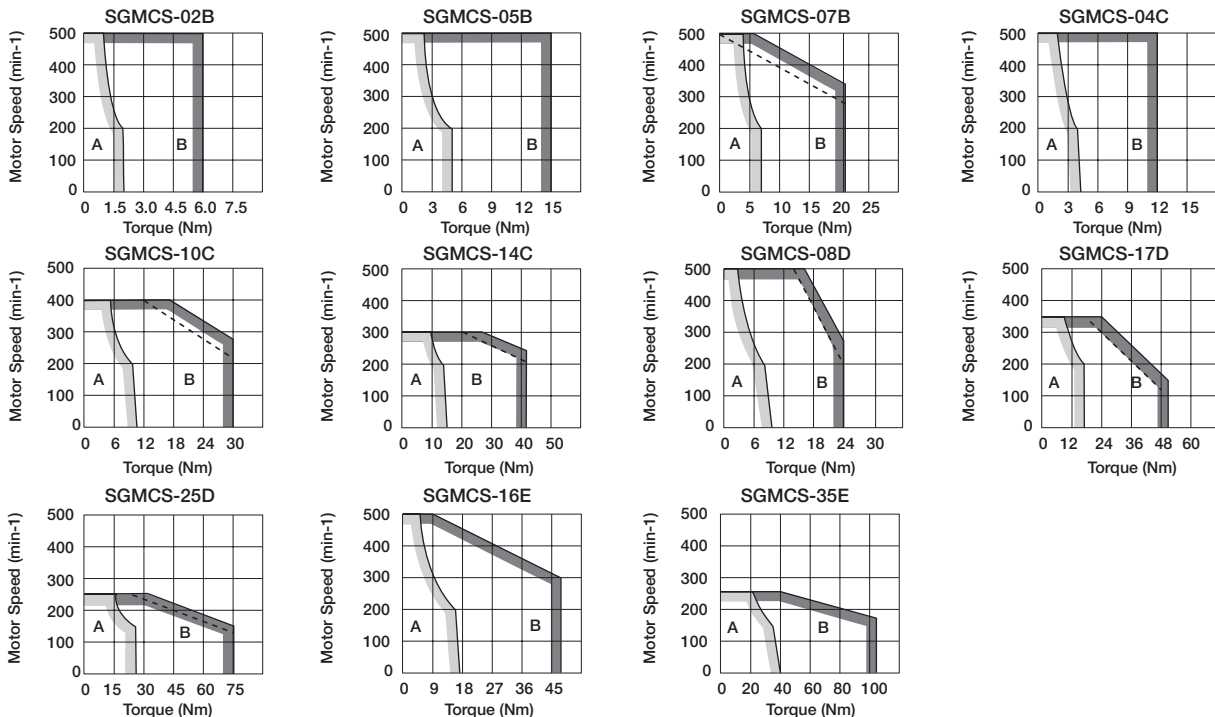 SGMCS-02B
Motor Speed (min-1)
500
400
300
200
100
0
A
B
0 1.5 3.0 4.5 6.0 7.5
Torque (Nm)
SGMCS-05B
Motor Speed (min-1)
500
400
300
200
100
0
A
B
0 3 6 9 12 15
Torque (Nm)
SGMCS-07B
Motor Speed (min-1)
500
400
300
200
100
0
A
B
0 5 10 15 20 25
Torque (Nm)
SGMCS-04C
Motor Speed (min-1)
500
400
300
200
100
0
A
B
0 3 6 9 12 15
Torque (Nm)
SGMCS-10C
Motor Speed (min-1)
500
400
300
200
100
0
A
B
0 6 12 18 24 30
Torque (Nm)
SGMCS-14C
Motor Speed (min-1)
500
400
300
200
100
0
A
B
0 10 20 30 40 50
Torque (Nm)
SGMCS-08D
Motor Speed (min-1)
500
400
300
200
100
0
A
B
0 6 12 18 24 30
Torque (Nm)
SGMCS-17D
Motor Speed (min-1)
500
400
300
200
100
0
A
B
0 12 24 36 48 60
Torque (Nm)
SGMCS-25D
Motor Speed (min-1)
500
400
300
200
100
0
A
B
0 15 30 45 60 75
Torque (Nm)
SGMCS-16E
Motor Speed (min-1)
500
400
300
200
100
0
A
B
0 9 18 27 36 45
Torque (Nm)
SGMCS-35E
Motor Speed (min-1)
500
400
300
200
100
0
A
B
0 20 40 60 80 100
Torque (Nm)